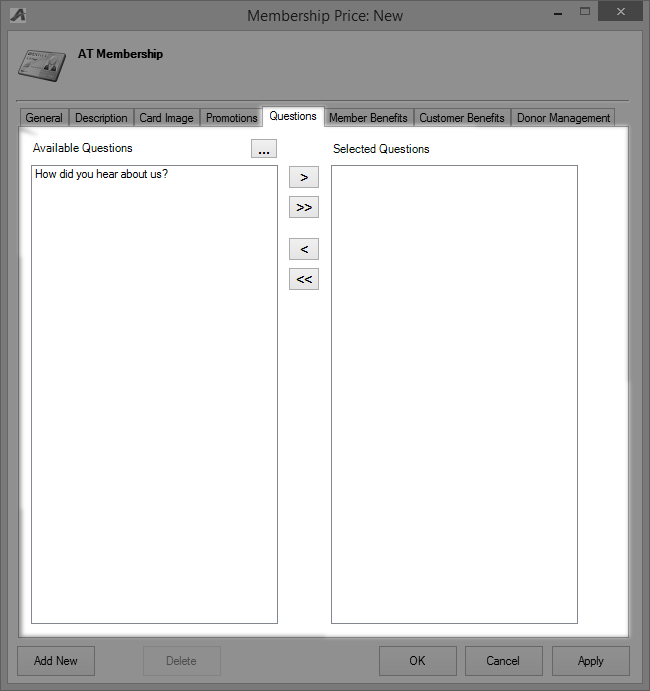 Membership Price: New
AT Membership
General Description Card Image Promotions Questions Member Benefits Customer Benefits Donor Management
Available Questions ... Selected Questions
How did you hear about us?
>
>>
<
<<
Add New Delete OK Cancel Apply